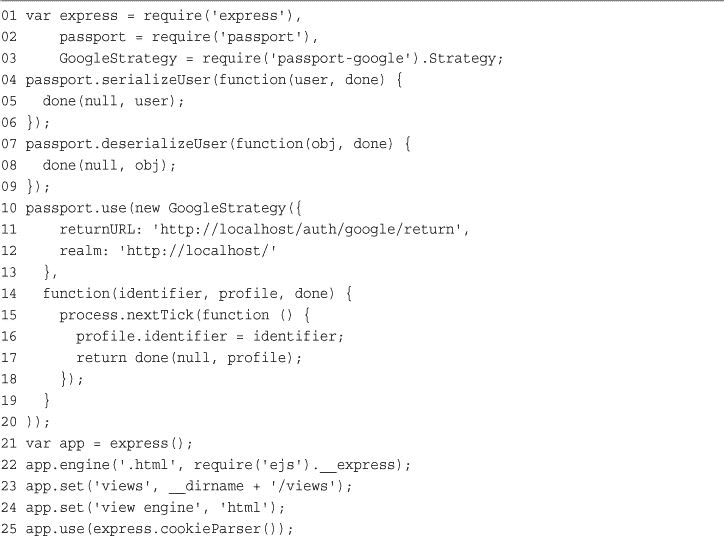 01 var express = require('express'),
02     passport = require('passport'),
03     GoogleStrategy = require('passport-google').Strategy;
04 passport.serializeUser(function(user, done) {
05   done(null, user);
06 });
07 passport.deserializeUser(function(obj, done) {
08   done(null, obj);
09 });
10 passport.use(new GoogleStrategy({
11     returnURL: 'http://localhost/auth/google/return',
12     realm: 'http://localhost/'
13   },
14   function(identifier, profile, done) {
15     process.nextTick(function () {
16       profile.identifier = identifier;
17       return done(null, profile);
18     });
19   }
20 ));
21 var app = express();
22 app.engine('.html', require('ejs').__express);
23 app.set('views', __dirname + '/views');
24 app.set('view engine', 'html');
25 app.use(express.cookieParser());